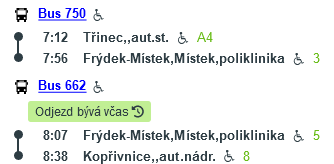 Bus 750
7:12 Třinec,,aut.st. A4
7:56 Frýdek-Místek,Místek,poliklinika 3
Bus 662
Odjezd bývá včas
8:07 Frýdek-Místek,Místek,poliklinika 5
8:38 Kopřivnice,,aut.nádr. 8